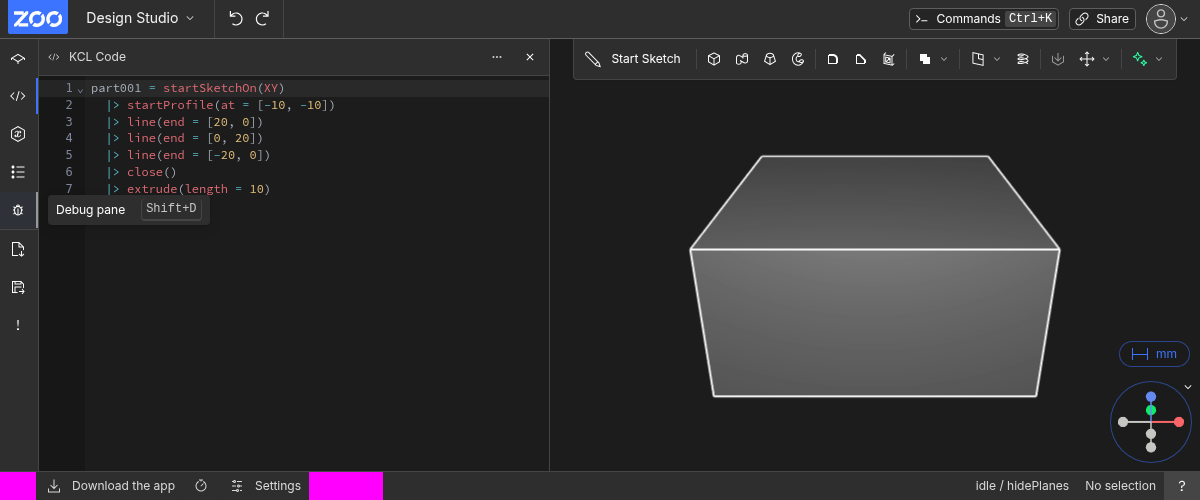 ZOO Design Studio Commands Ctrl+K Share
</> KCL Code ··· Start Sketch
1 part001 = startSketchOn(XY)
2 |> startProfile(at = [-10, -10])
3 |> line(end = [20, 0])
4 |> line(end = [0, 20])
5 |> line(end = [-20, 0])
6 |> close()
7 |> extrude(length = 10)
Debug pane Shift+D
mm
Download the app Settings idle / hidePlanes No selection ?